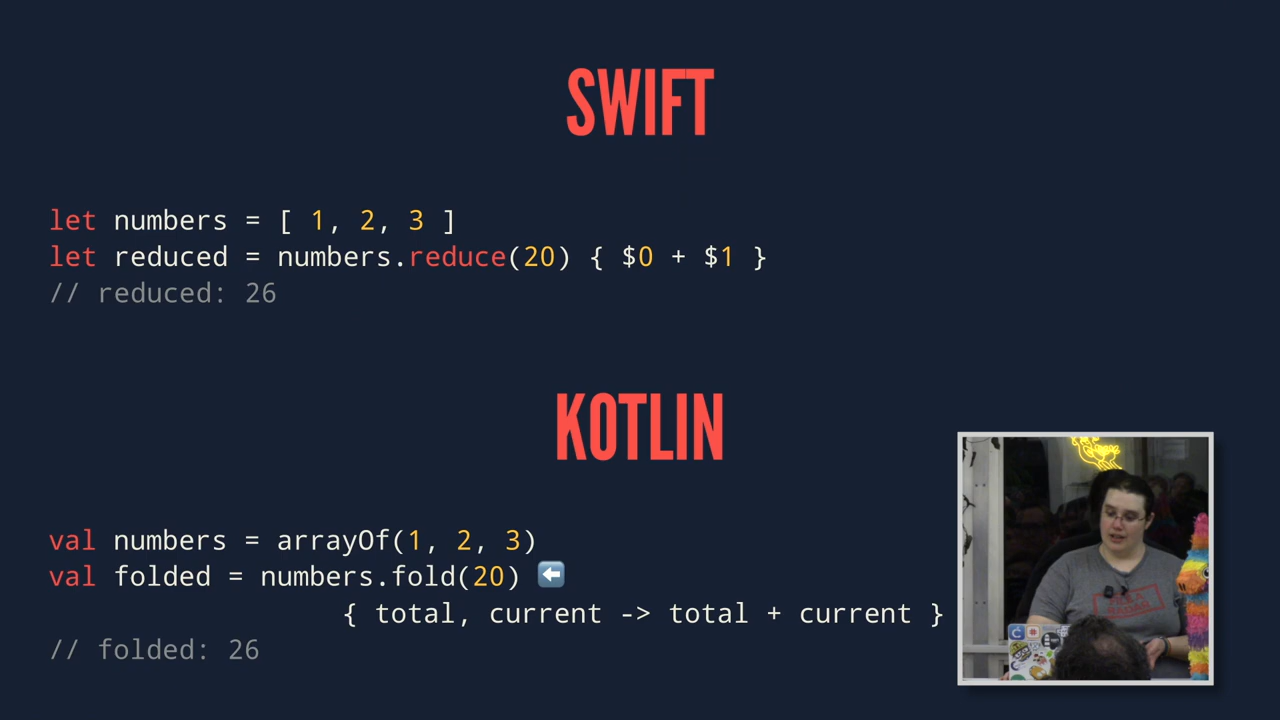 SWIFT
let numbers = [ 1, 2, 3 ]
let reduced = numbers.reduce(20) { $0 + $1 }
// reduced: 26
KOTLIN
val numbers = arrayOf(1, 2, 3)
val folded = numbers.fold(20) ⬅️
{ total, current -> total + current }
// folded: 26